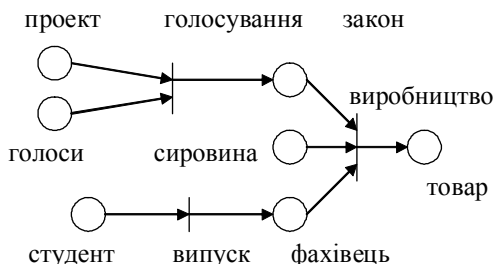 проект голосування закон
виробництво
голоси сировина
товар
студент випуск фахівець